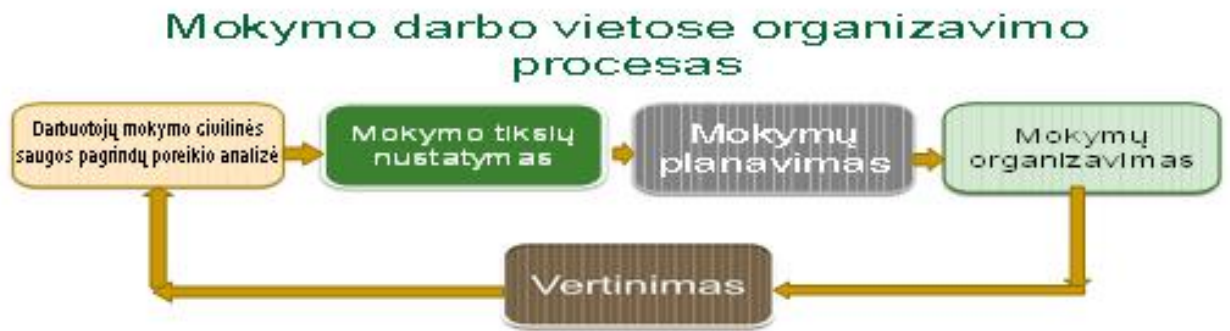 Mokymo darbo vietose organizavimo
procesas
Darbuotojų mokymo civilinės
saugos pagrindų poreikio analizė
Mokymo tikslų
nustatymas
Mokymų
planavimas
Mokymų
organizavimas
Vertinimas